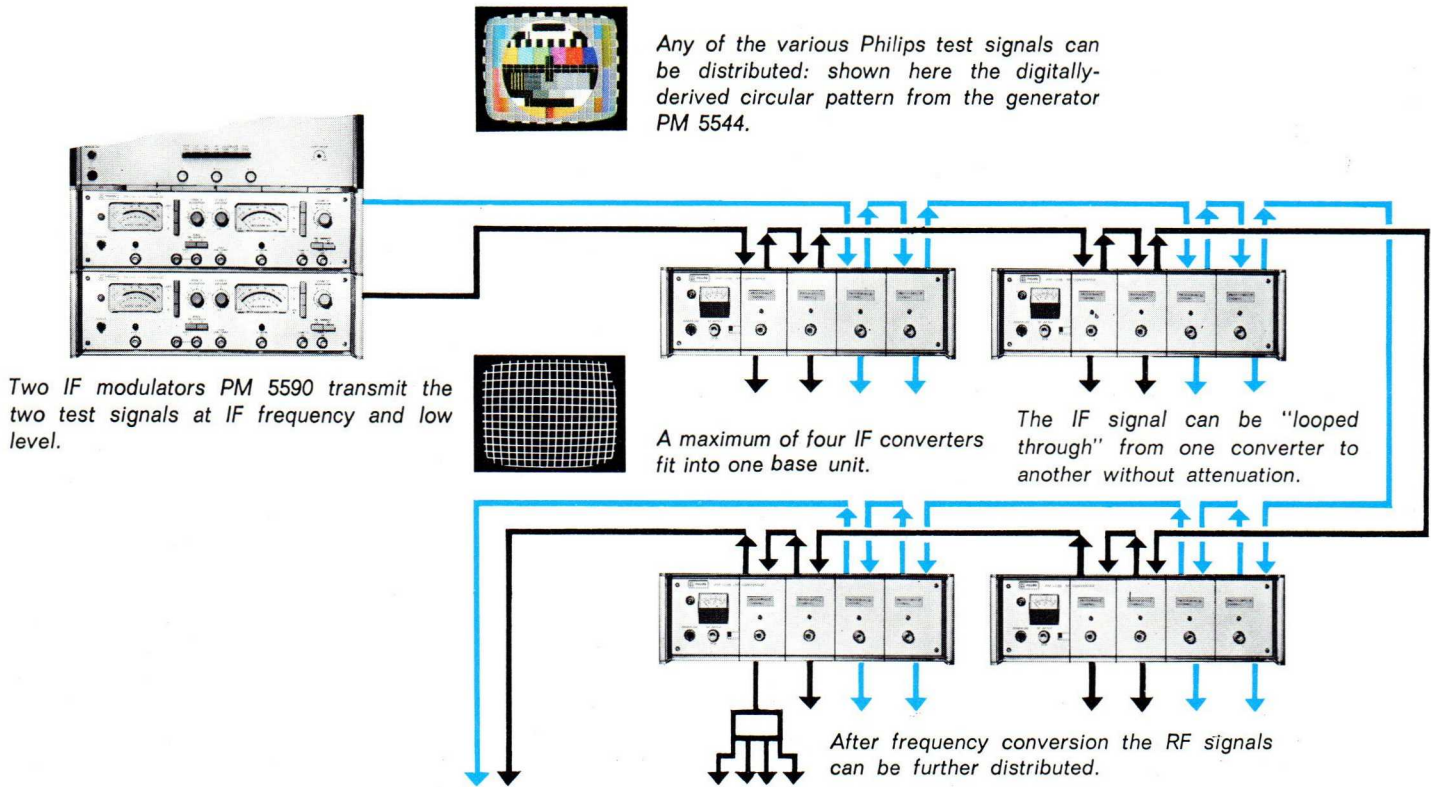 Any of the various Philips test signals can
be distributed: shown here the digitally-
derived circular pattern from the generator
PM 5544.
Two IF modulators PM 5590 transmit the
two test signals at IF frequency and low
level.
A maximum of four IF converters
fit into one base unit.
The IF signal can be "looped
through" from one converter to
another without attenuation.
After frequency conversion the RF signals
can be further distributed.